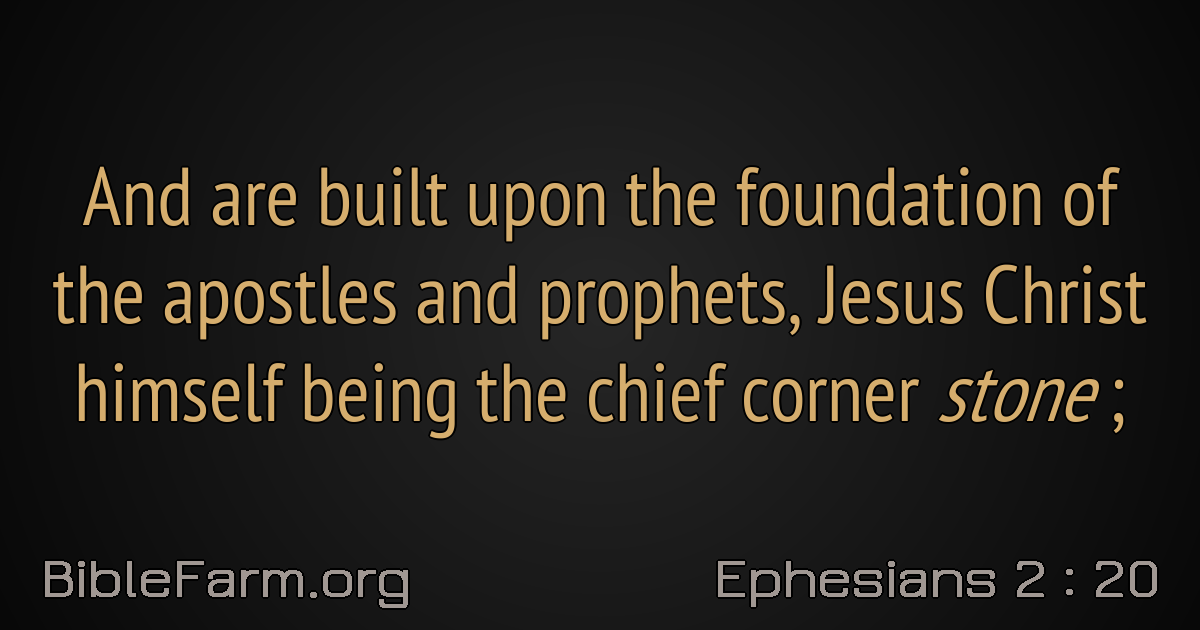 And are built upon the foundation of
the apostles and prophets, Jesus Christ
himself being the chief corner stone ;
BibleFarm.org
Ephesians 2 : 20